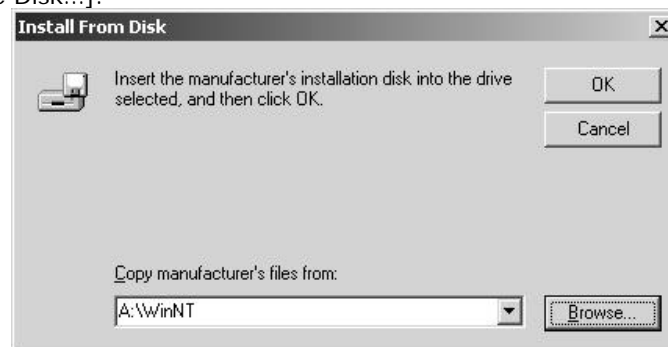 Disk...].
Install From Disk
Insert the manufacturer's installation disk into the drive
selected, and then click OK.
OK
Cancel
Copy manufacturer's files from:
A:\WinNT
Browse...